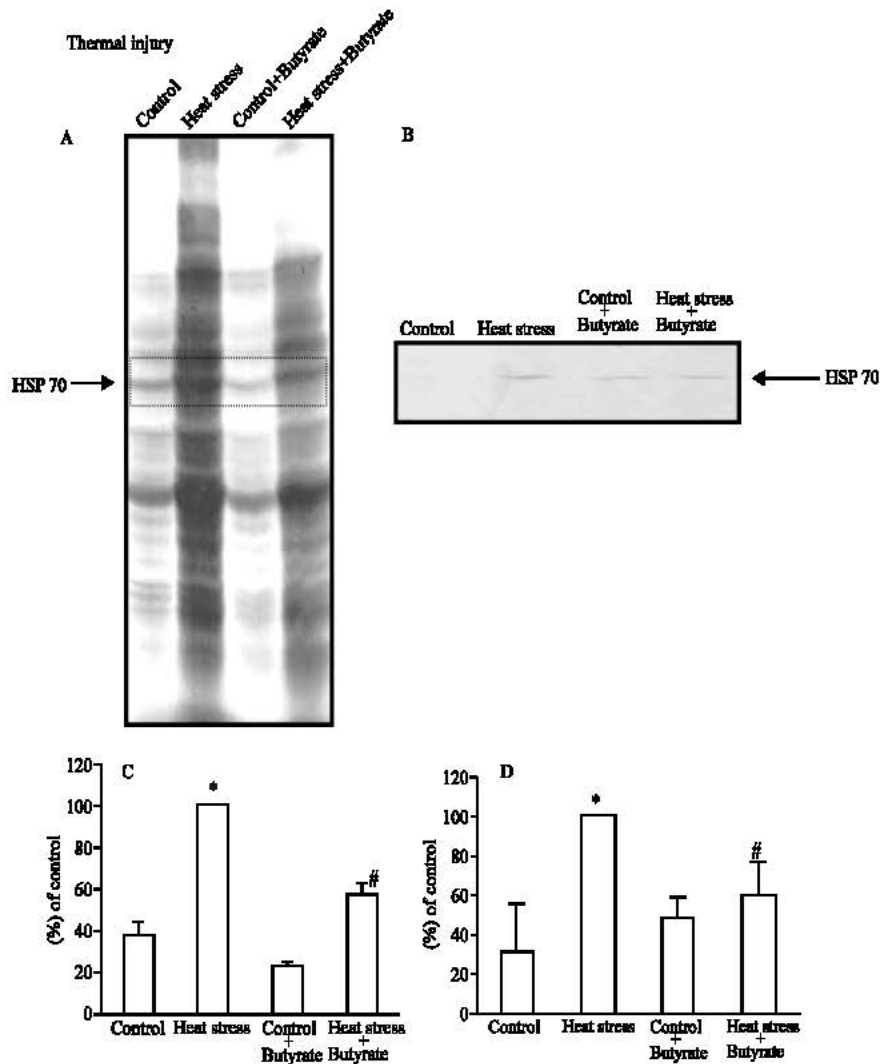 Thermal injury
Control
Heat stress
Control+Butyrate
Heat stress+Butyrate
A
HSP 70
B
Control
Heat stress
Control
+
Butyrate
Heat stress
+
Butyrate
HSP 70
C
(%) of control
120
100
80
60
40
20
0
*
#
Control
Heat stress
Control
+
Butyrate
Heat stress
+
Butyrate
D
(%) of control
120
100
80
60
40
20
0
*
#
Control
Heat stress
Control
+
Butyrate
Heat stress
+
Butyrate